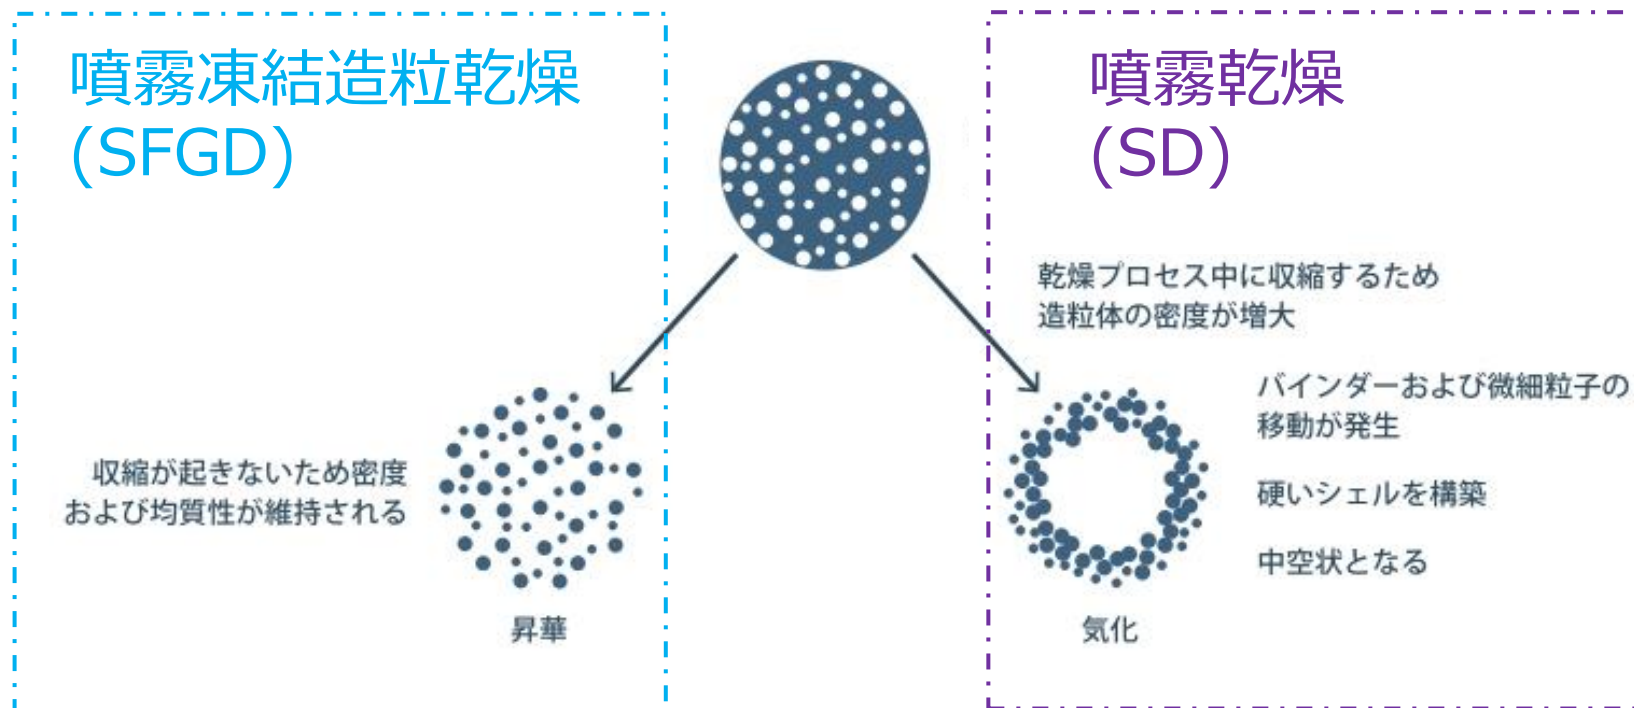 噴霧凍結造粒乾燥
(SFGD)
収縮が起きないため密度
および均質性が維持される
昇華
噴霧乾燥
(SD)
乾燥プロセス中に収縮するため
造粒体の密度が増大
バインダーおよび微細粒子の
移動が発生
硬いシェルを構築
中空状となる
気化